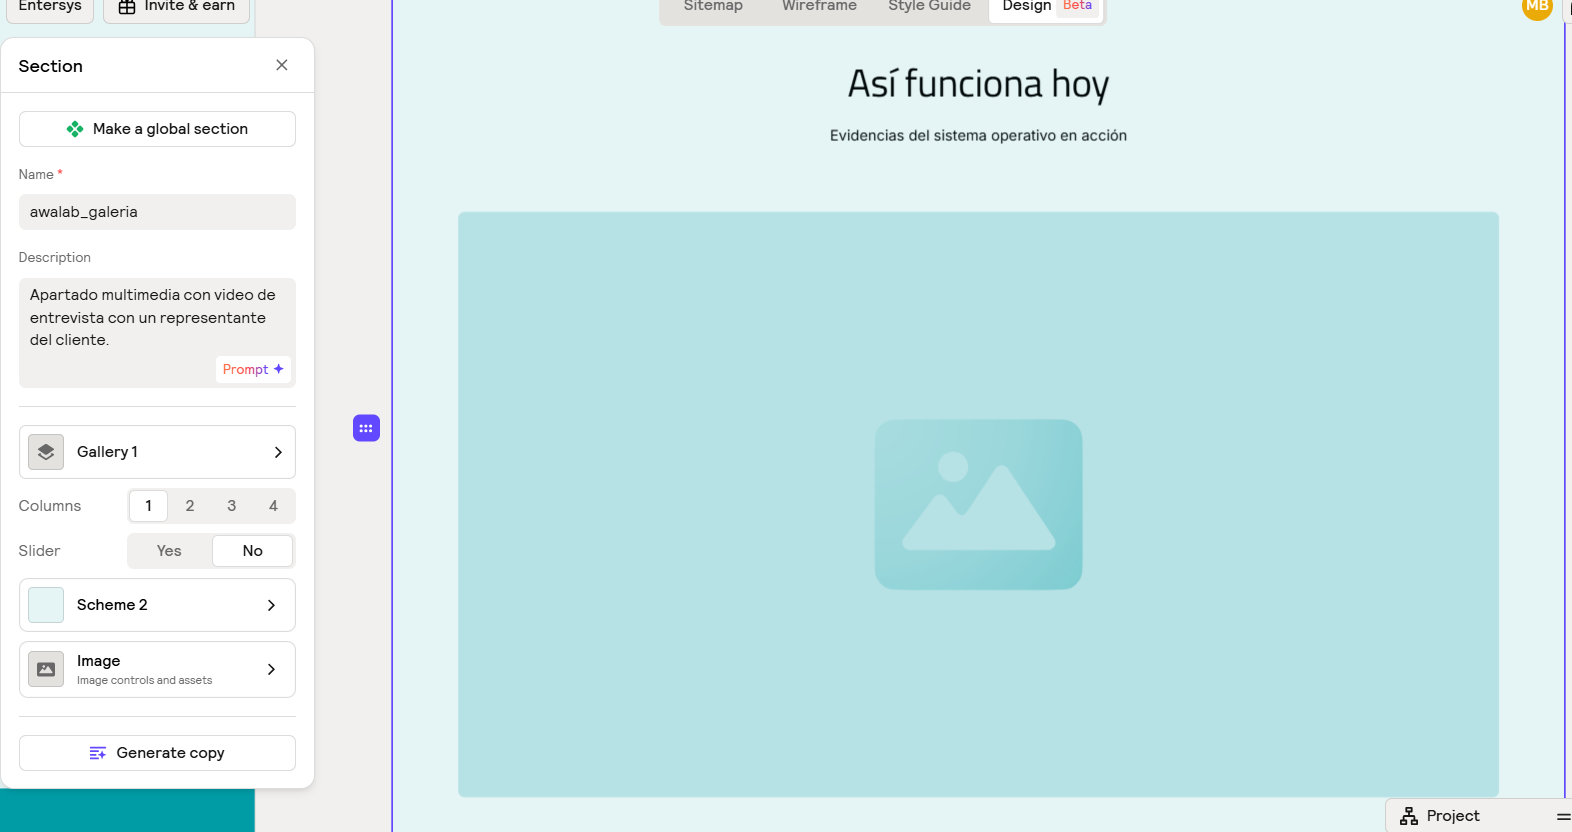 Entersys
Invite & earn
Sitemap
Wireframe
Style Guide
Design
Beta
MB
Section
Make a global section
Name *
awalab_galeria
Description
Apartado multimedia con video de
entrevista con un representante
del cliente.
Prompt
Gallery 1
Columns
1
2
3
4
Slider
Yes
No
Scheme 2
Image
Image controls and assets
Generate copy
Así funciona hoy
Evidencias del sistema operativo en acción
Project